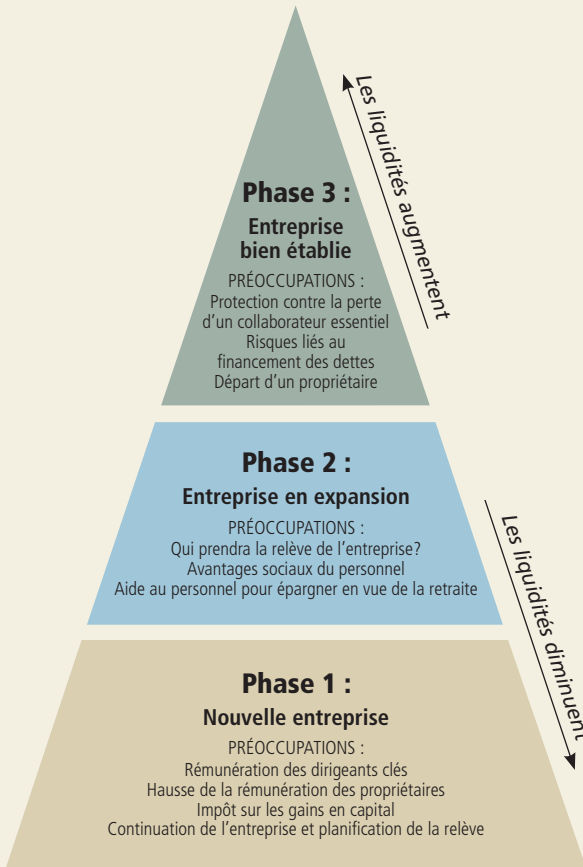 Les liquidités augmentent
Phase 3 :
Entreprise
bien établie
PRÉOCCUPATIONS :
Protection contre la perte
d’un collaborateur essentiel
Risques liés au
financement des dettes
Départ d’un propriétaire
Phase 2 :
Entreprise en expansion
PRÉOCCUPATIONS :
Qui prendra la relève de l’entreprise?
Avantages sociaux du personnel
Aide au personnel pour épargner en vue de la retraite
Les liquidités diminuent
Phase 1 :
Nouvelle entreprise
PRÉOCCUPATIONS :
Rémunération des dirigeants clés
Hausse de la rémunération des propriétaires
Impôt sur les gains en capital
Continuation de l’entreprise et planification de la relève